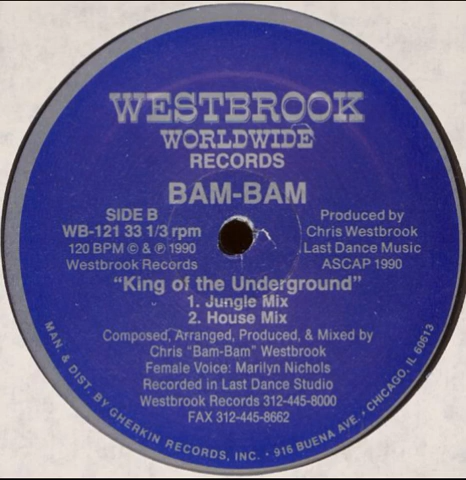 WESTBROOK
WORLDWIDE
RECORDS
BAM-BAM
SIDE B
WB-121 33 1/3 rpm
120 BPM © & ℗ 1990
Westbrook Records
Produced by
Chris Westbrook
Last Dance Music
ASCAP 1990
“King of the Underground”
1. Jungle Mix
2. House Mix
Composed, Arranged, Produced, & Mixed by
Chris “Bam-Bam” Westbrook
Female Voice: Marilyn Nichols
Recorded in Last Dance Studio
Westbrook Records 312-445-8000
FAX 312-445-8662
MAN. & DIST. BY GHERKIN RECORDS, INC. • 916 BUENA AVE. • CHICAGO, IL 60613